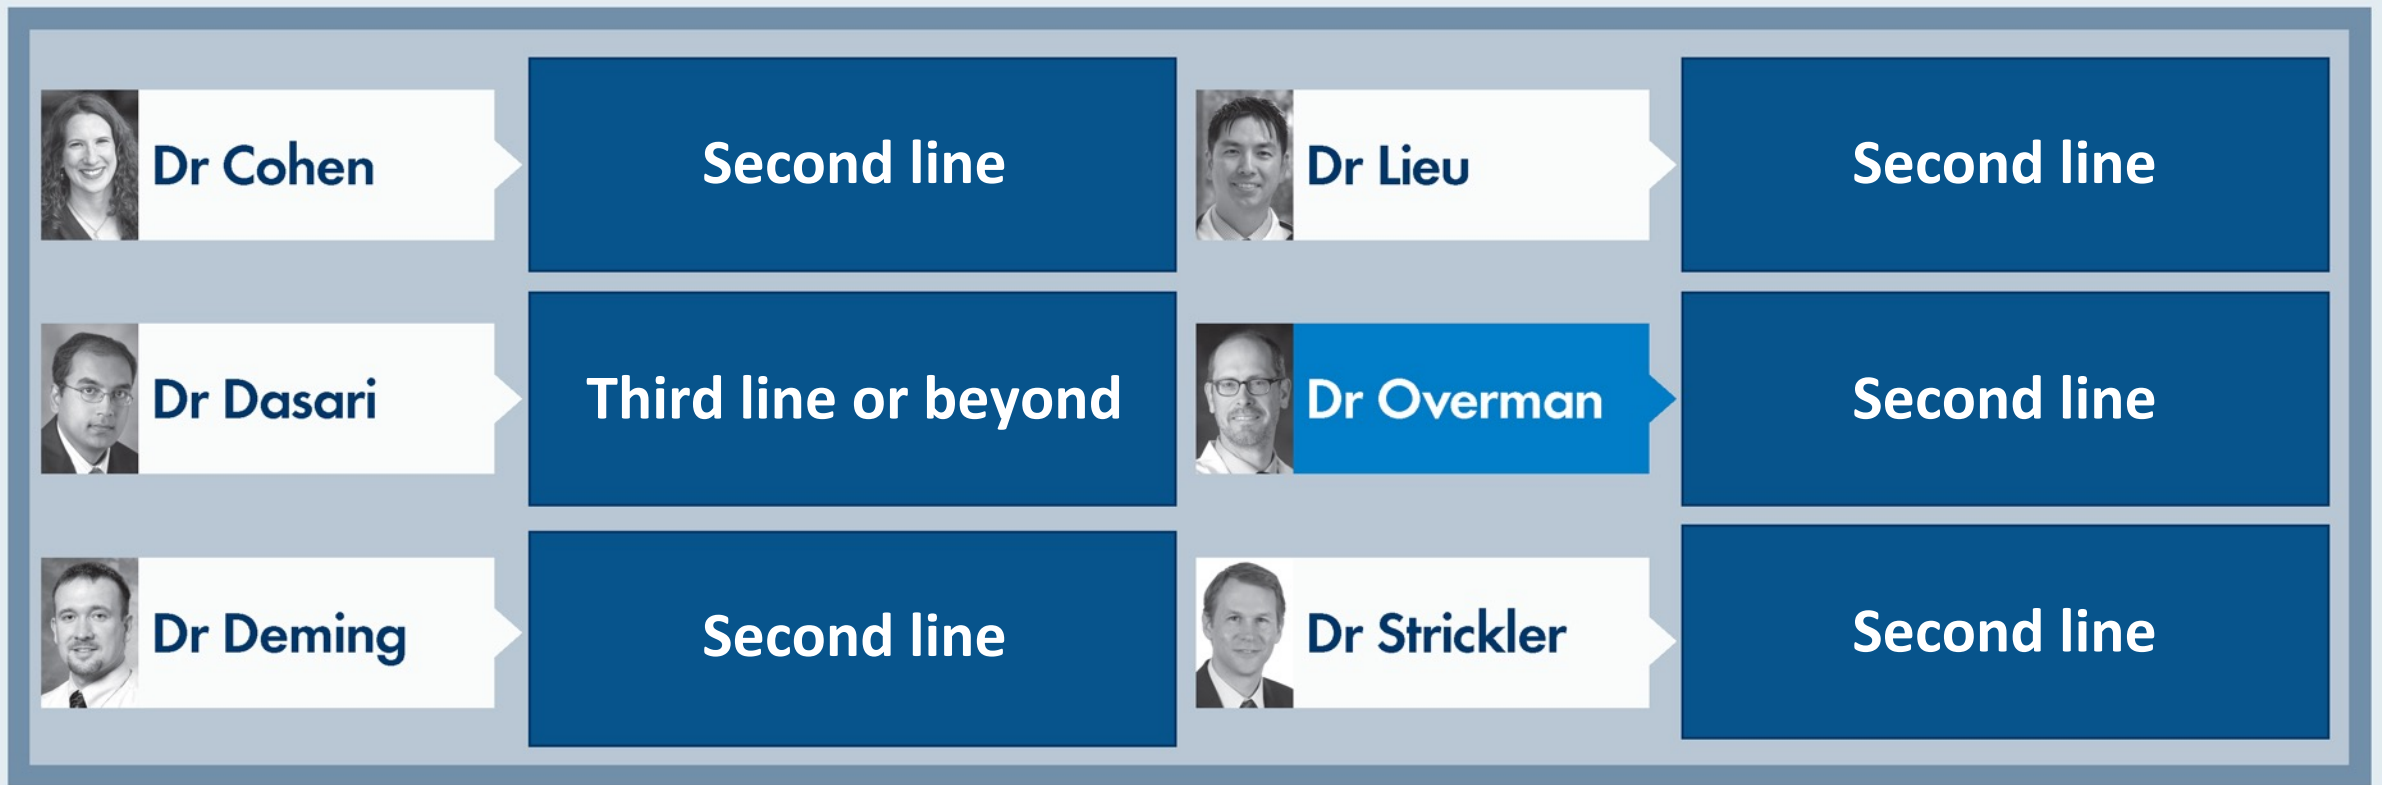 Dr Cohen
Second line
Dr Lieu
Second line
Dr Dasari
Third line or beyond
Dr Overman
Second line
Dr Deming
Second line
Dr Strickler
Second line